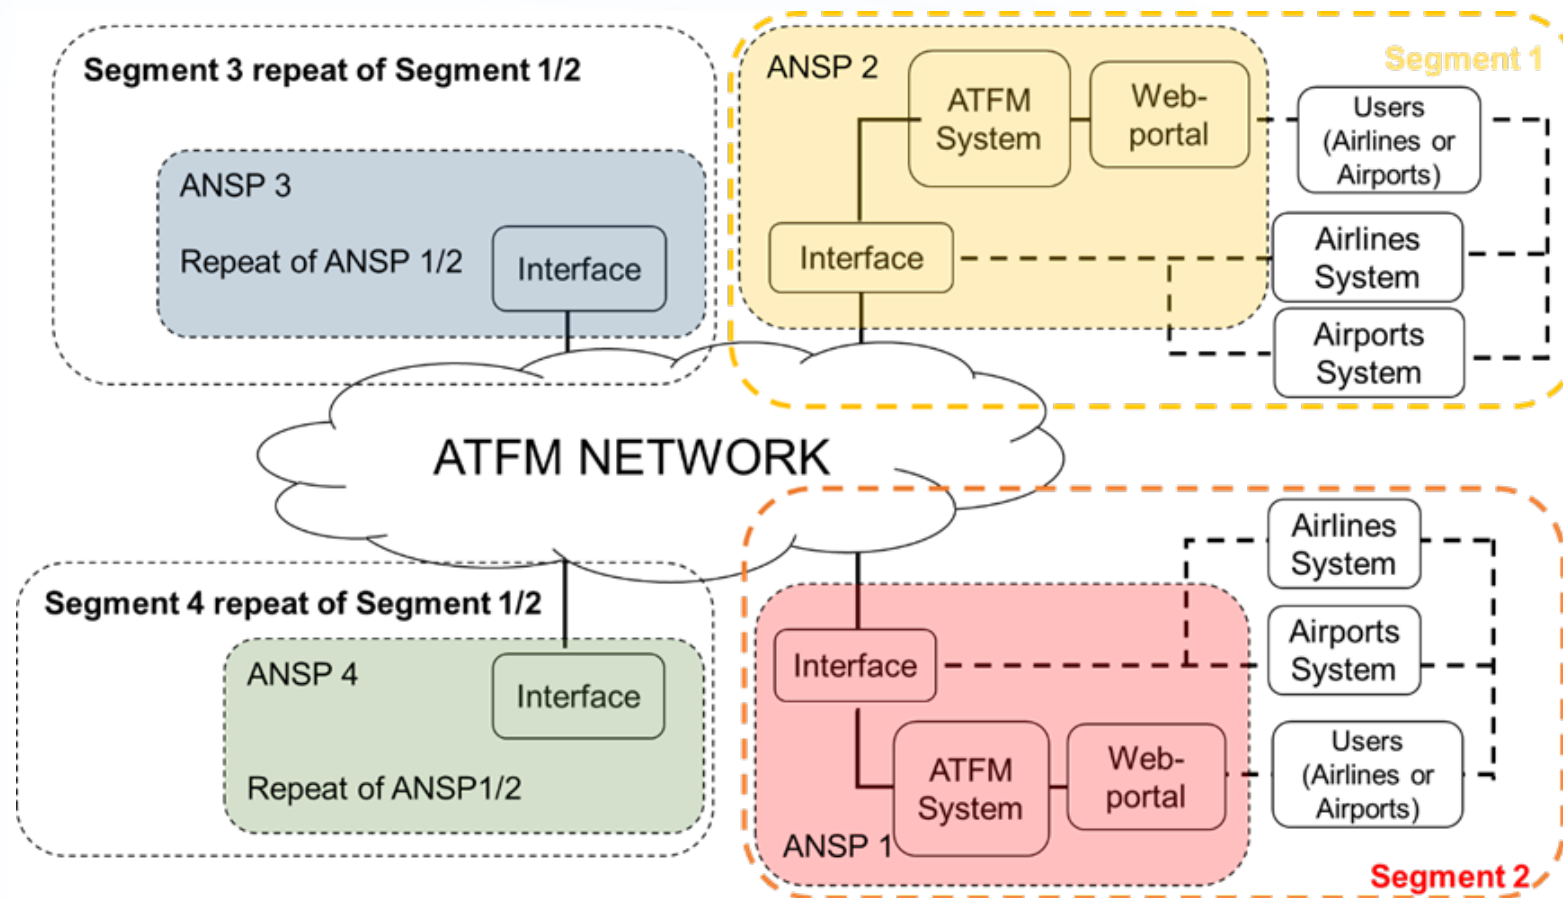 Segment 3 repeat of Segment 1/2
ANSP 3
Repeat of ANSP 1/2
Interface
Segment 1
ANSP 2
ATFM
System
Web-
portal
Users
(Airlines or
Airports)
Interface
Airlines
System
Airports
System
ATFM NETWORK
Segment 4 repeat of Segment 1/2
ANSP 4
Interface
Repeat of ANSP1/2
Airlines
System
Interface
Airports
System
ATFM
System
Web-
portal
Users
(Airlines or
Airports)
ANSP 1
Segment 2